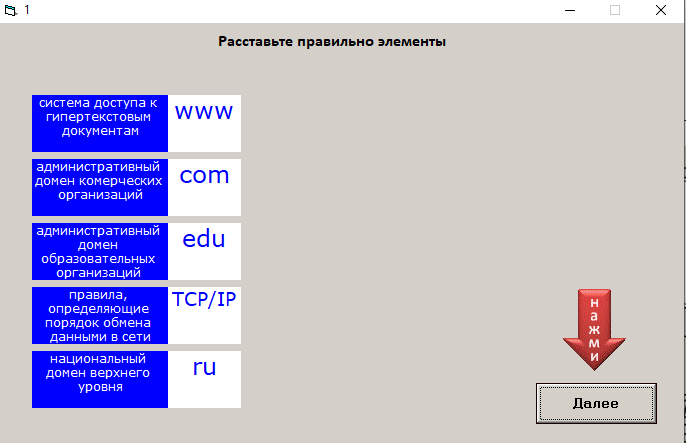 1
Расставьте правильно элементы
система доступа к
гипертекстовым
документам
www
административный
домен комерческих
организаций
com
административный
домен
образовательных
организаций
edu
правила,
определяющие
порядок обмена
данными в сети
TCP/IP
национальный
домен верхнего
уровня
ru
нажми
Далее